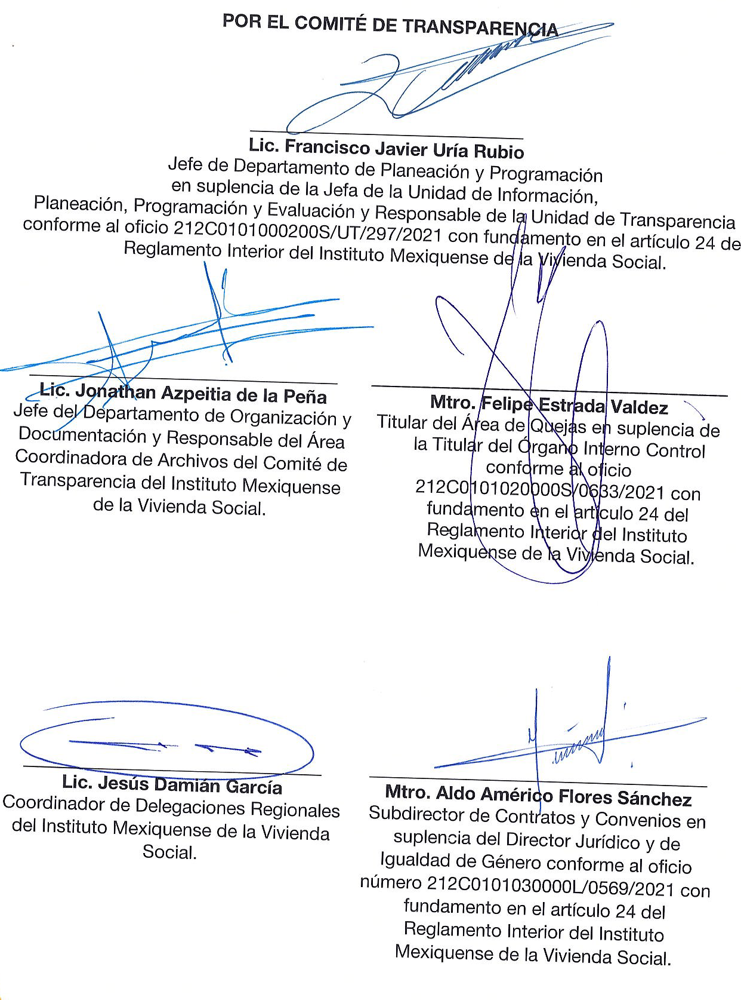 POR EL COMITÉ DE TRANSPARENCIA
Lic. Francisco Javier Uría Rubio
Jefe de Departamento de Planeación y Programación
en suplencia de la Jefa de la Unidad de Información,
Planeación, Programación y Evaluación y Responsable de la Unidad de Transparencia
conforme al oficio 212C0101000200S/UT/297/2021 con fundamento en el artículo 24 de
Reglamento Interior del Instituto Mexiquense de la Vivienda Social.
Lic. Jonathan Azpeitia de la Peña
Jefe del Departamento de Organización y
Documentación y Responsable del Área
Coordinadora de Archivos del Comité de
Transparencia del Instituto Mexiquense
de la Vivienda Social.
Mtro. Felipe Estrada Valdez
Titular del Área de Quejas en suplencia de
la Titular del Órgano Interno Control
conforme al oficio
212C0101020000S/0633/2021 con
fundamento en el artículo 24 del
Reglamento Interior del Instituto
Mexiquense de la Vivienda Social.
Lic. Jesús Damián García
Coordinador de Delegaciones Regionales
del Instituto Mexiquense de la Vivienda
Social.
Mtro. Aldo Américo Flores Sánchez
Subdirector de Contratos y Convenios en
suplencia del Director Jurídico y de
Igualdad de Género conforme al oficio
número 212C0101030000L/0569/2021 con
fundamento en el artículo 24 del
Reglamento Interior del Instituto
Mexiquense de la Vivienda Social.